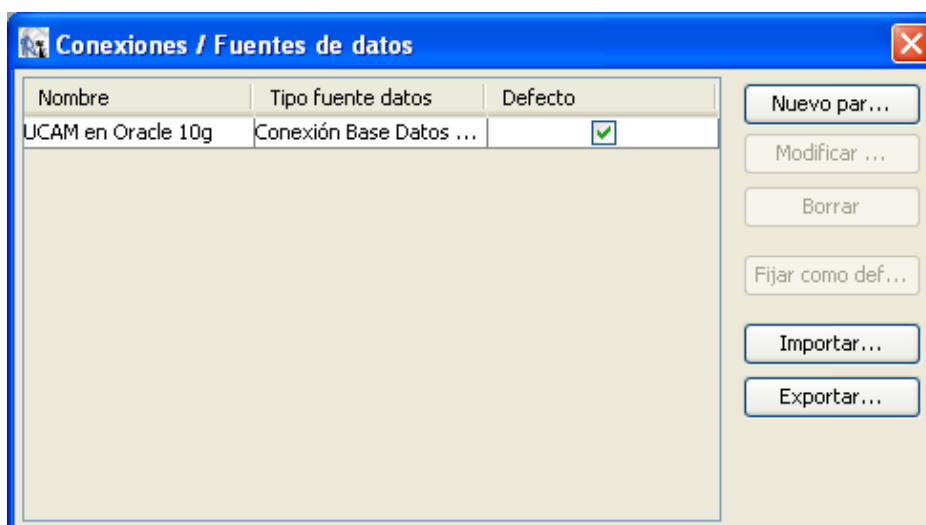 Conexiones / Fuentes de datos
Nombre Tipo fuente datos Defecto
UCAM en Oracle 10g Conexión Base Datos ...
Nuevo par...
Modificar ...
Borrar
Fijar como def...
Importar...
Exportar...